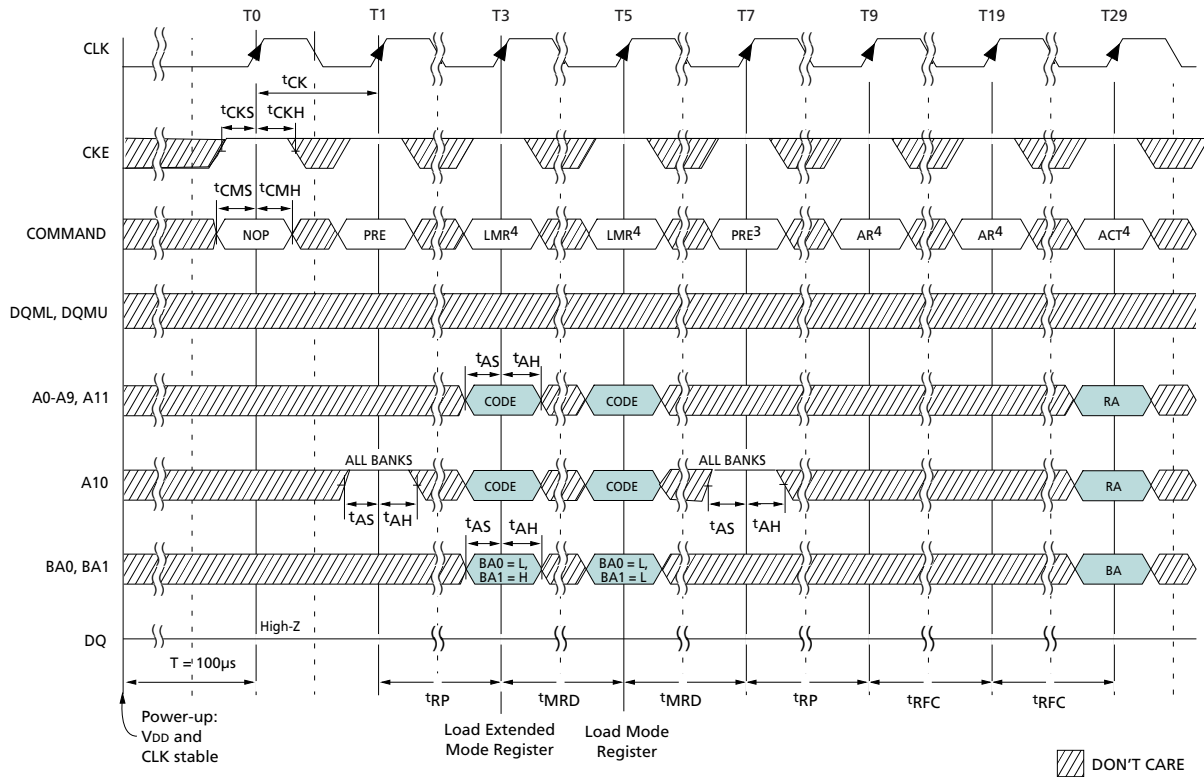 T0 T1 T3 T5 T7 T9 T19 T29
CLK
tCK
tCKS tCKH
CKE
tCMS tCMH
COMMAND NOP PRE LMR4 LMR4 PRE3 AR4 AR4 ACT4
DQML, DQMU
tAS tAH
A0-A9, A11 CODE CODE RA
ALL BANKS ALL BANKS
A10 CODE CODE RA
tAS tAH tAS tAH
tAS tAH
BA0, BA1 BA0 = L, BA0 = L, BA
BA1 = H BA1 = L
High-Z
DQ
T = 100µs
tRP tMRD tMRD tRP tRFC tRFC
Power-up:
VDD and
CLK stable
Load Extended
Mode Register
Load Mode
Register
DON'T CARE